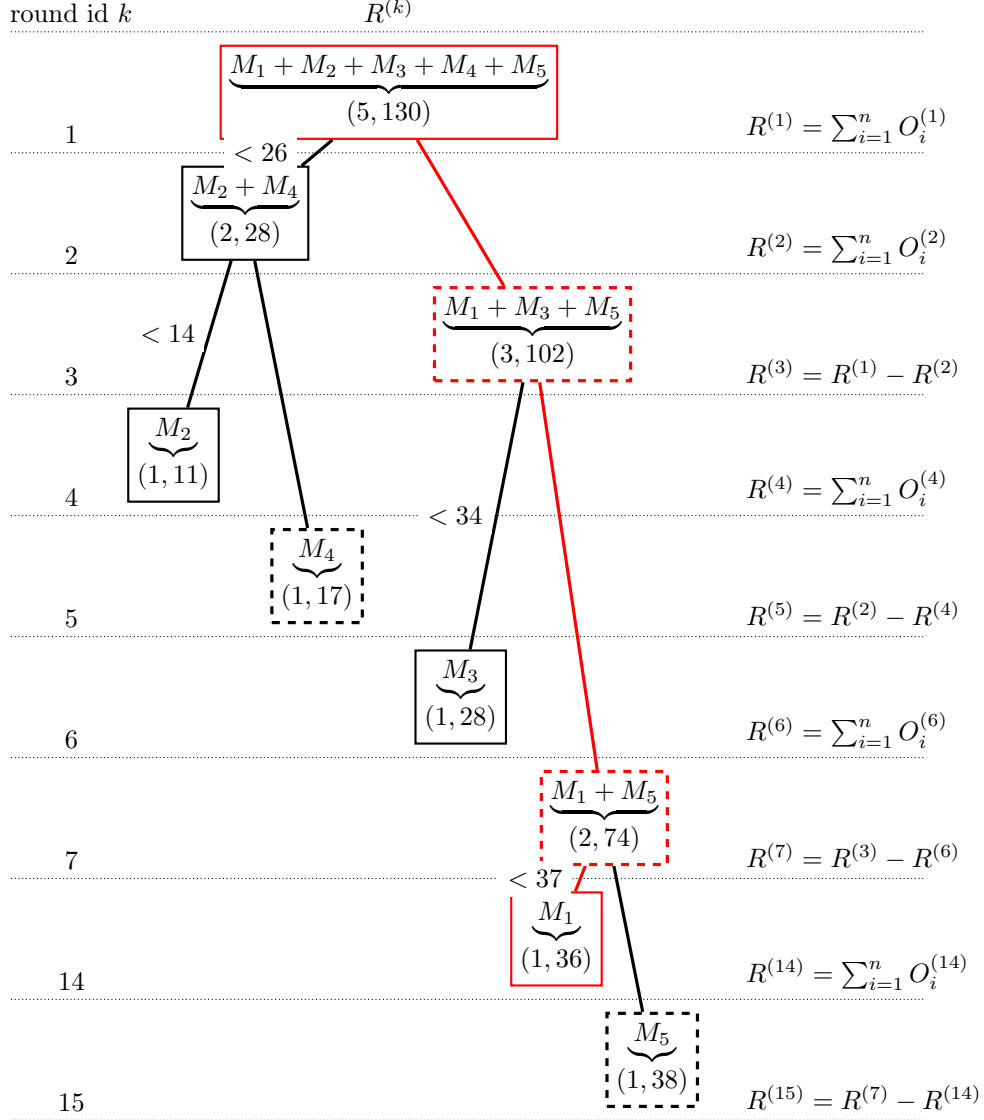 round id k R^(k)
M_1 + M_2 + M_3 + M_4 + M_5
(5, 130)
1 R^(1) = ∑_{i=1}^n O_i^(1)
< 26
M_2 + M_4
(2, 28)
2 R^(2) = ∑_{i=1}^n O_i^(2)
M_1 + M_3 + M_5
< 14
(3, 102)
3 R^(3) = R^(1) − R^(2)
M_2
(1, 11)
4 R^(4) = ∑_{i=1}^n O_i^(4)
< 34
M_4
(1, 17)
5 R^(5) = R^(2) − R^(4)
M_3
(1, 28)
6 R^(6) = ∑_{i=1}^n O_i^(6)
M_1 + M_5
(2, 74)
7 R^(7) = R^(3) − R^(6)
< 37
M_1
(1, 36)
14 R^(14) = ∑_{i=1}^n O_i^(14)
M_5
(1, 38)
15 R^(15) = R^(7) − R^(14)